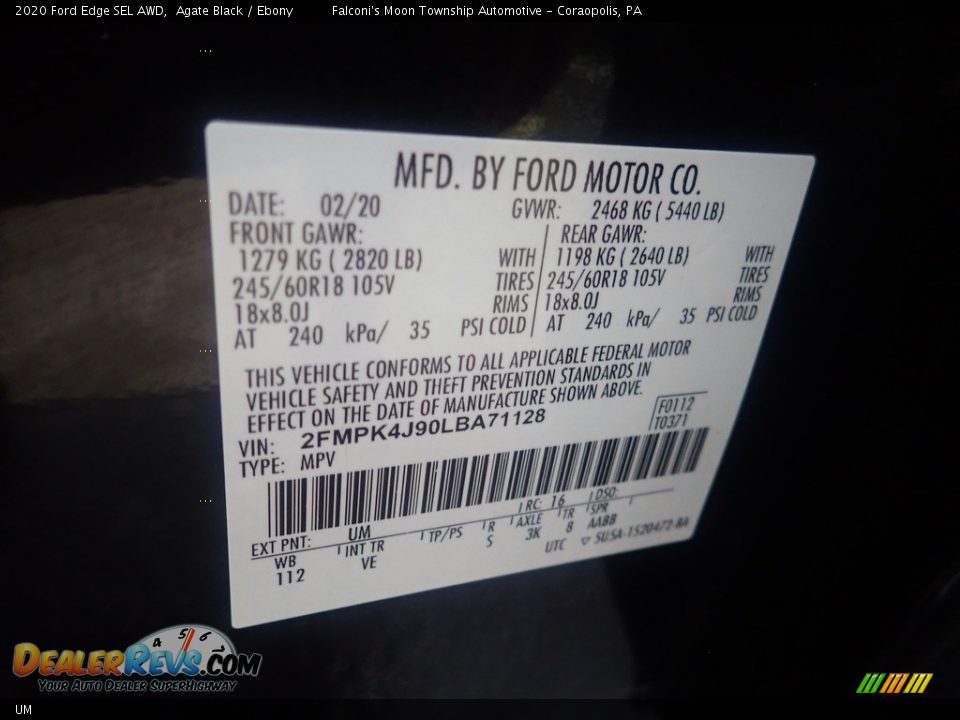 2020 Ford Edge SEL AWD, Agate Black / Ebony Falconi's Moon Township Automotive - Coraopolis, PA
MFD. BY FORD MOTOR CO.
DATE: 02/20 GVWR: 2468 KG ( 5440 LB)
FRONT GAWR: REAR GAWR:
1279 KG ( 2820 LB) WITH 1198 KG ( 2640 LB) WITH
245/60R18 105V TIRES 245/60R18 105V TIRES
18x8.0J RIMS 18x8.0J RIMS
AT 240 kPa/ 35 PSI COLD AT 240 kPa/ 35 PSI COLD
THIS VEHICLE CONFORMS TO ALL APPLICABLE FEDERAL MOTOR
VEHICLE SAFETY AND THEFT PREVENTION STANDARDS IN
EFFECT ON THE DATE OF MANUFACTURE SHOWN ABOVE.
VIN: 2FMPK4J90LBA71128 F0112
TYPE: MPV T0371
EXT PNT: UM RC: 16 DSO:
WB INT TR TP/PS R AXLE TR SPR
112 VE S 3K 8 AABB
UTC SU5A-1520472-BA
DEALERREVS.COM
4 5 6
YOUR AUTO DEALER SUPERHIGHWAY
UM